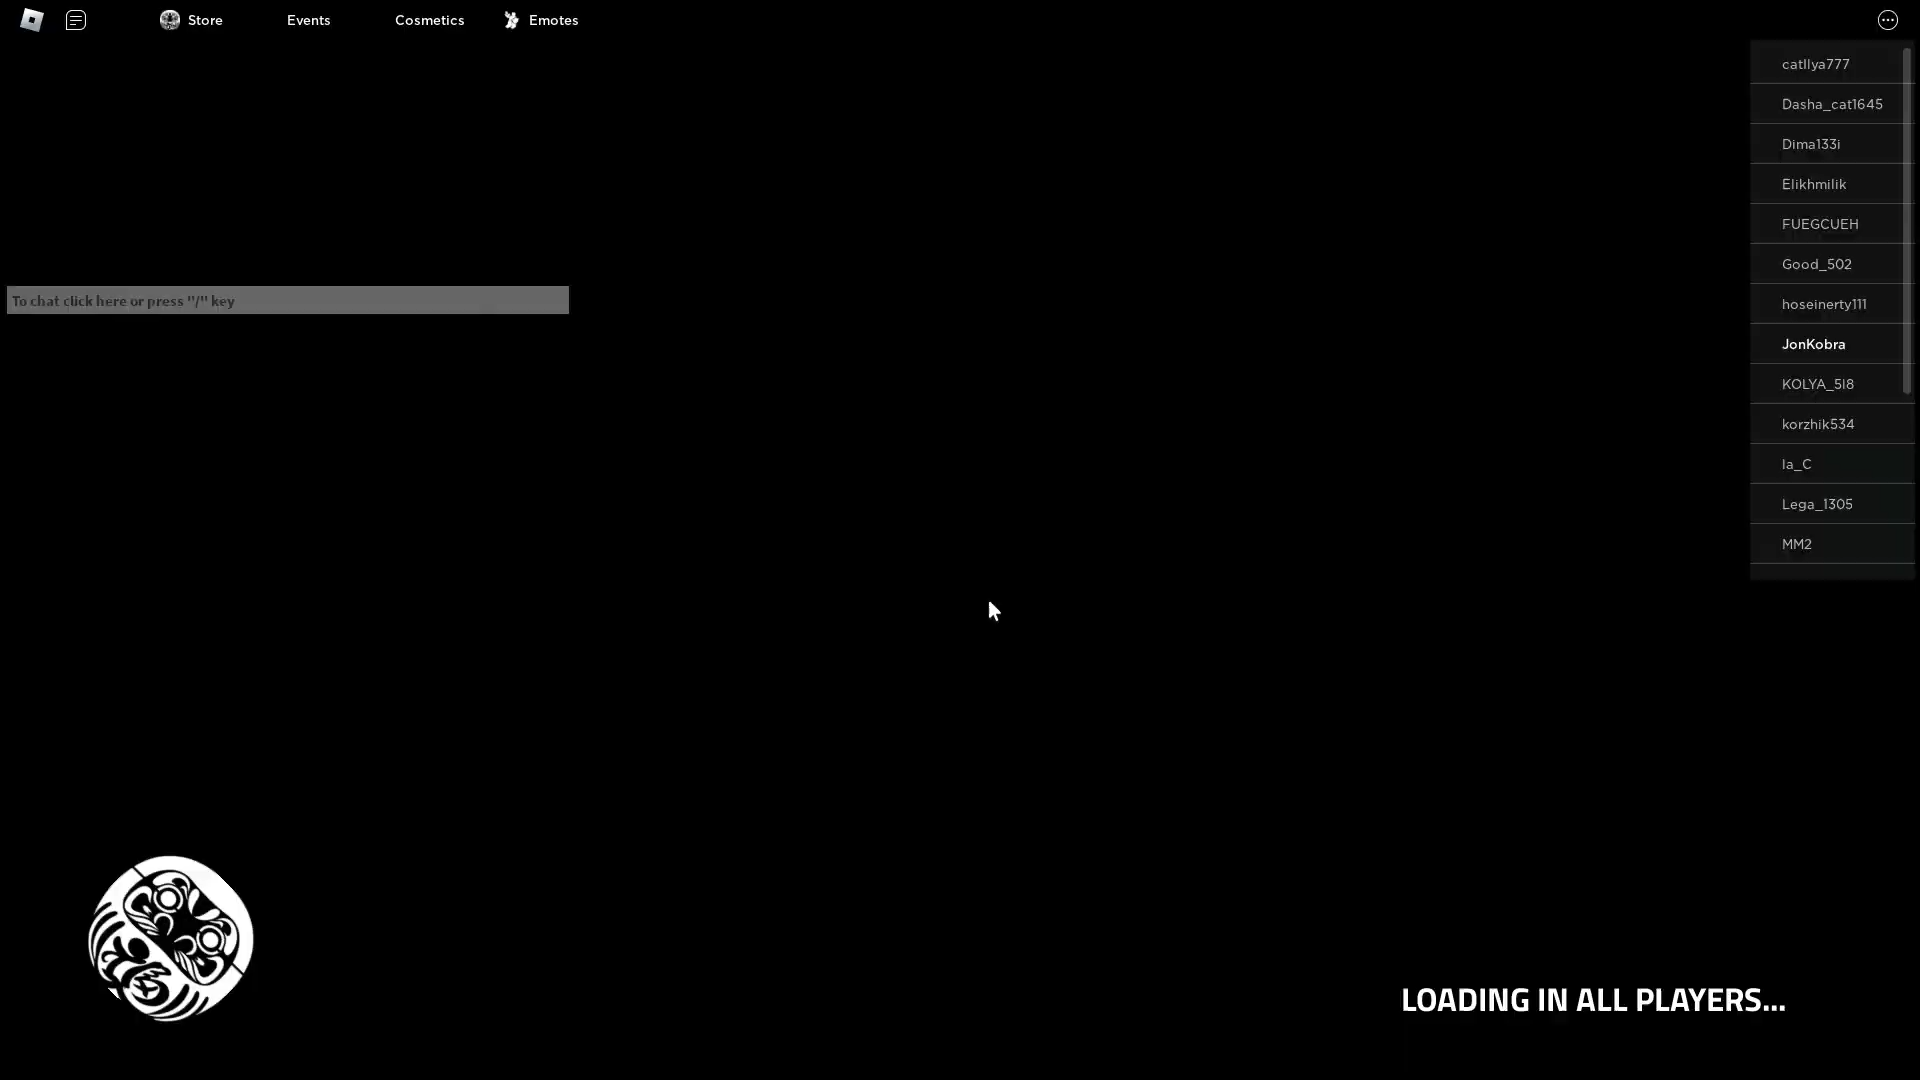 Store
Events
Cosmetics
Emotes
catIlya777
Dasha_cat1645
Dima133i
Elikhmilik
FUEGCUEH
Good_502
hoseinerty111
JonKobra
To chat click here or press "/" key
KOLYA_5I8
korzhik534
la_C
Lega_1305
MM2
LOADING IN ALL PLAYERS...